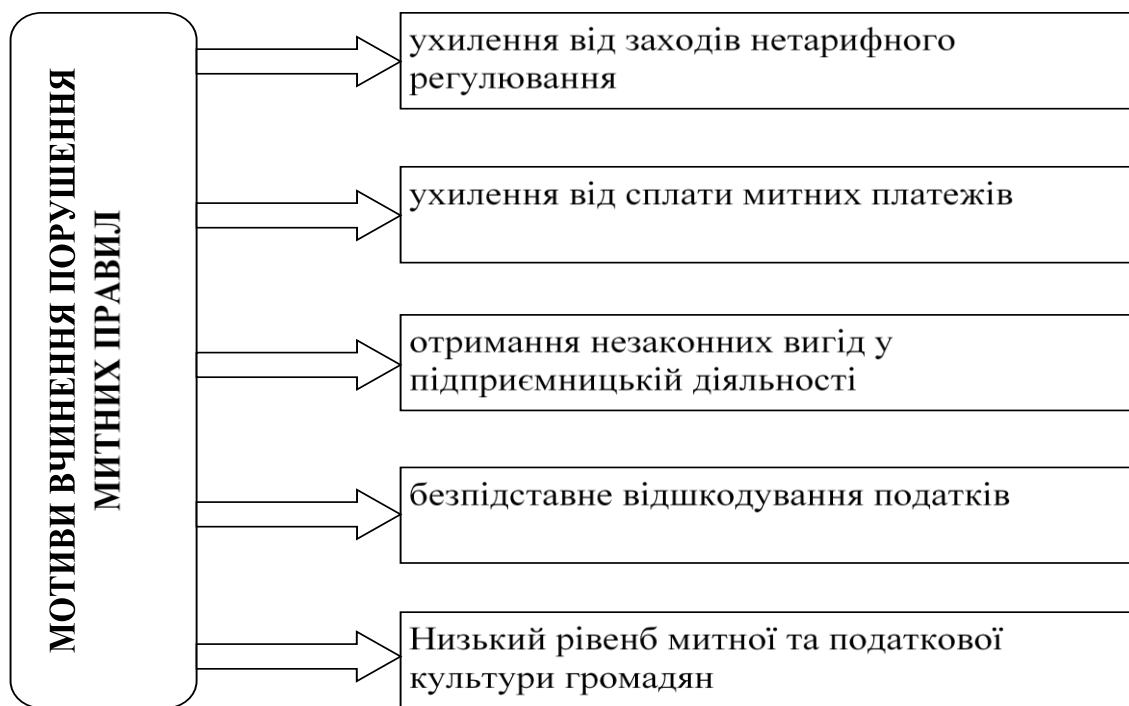 МОТИВИ ВЧИНЕННЯ ПОРУШЕННЯ
МИТНИХ ПРАВИЛ
ухилення від заходів нетарифного
регулювання
ухилення від сплати митних платежів
отримання незаконних вигід у
підприємницькій діяльності
безпідставне відшкодування податків
Низький рівенб митної та податкової
культури громадян